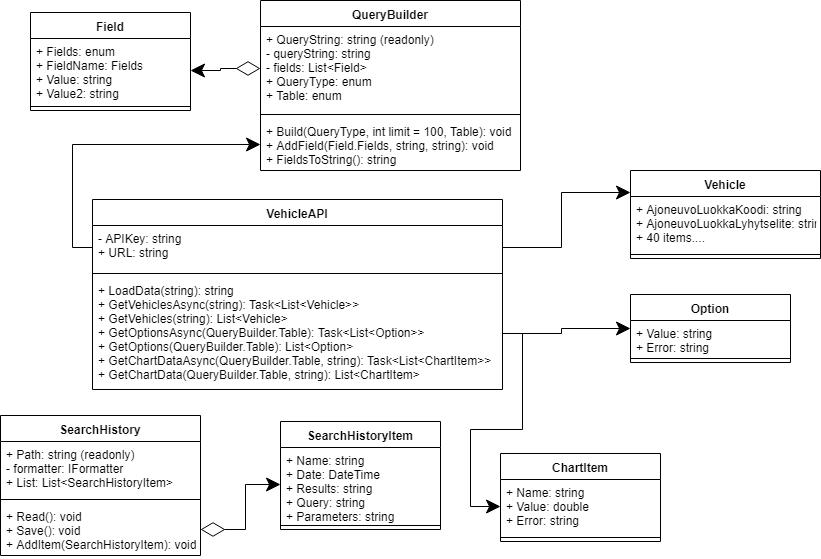 Field
+ Fields: enum
+ FieldName: Fields
+ Value: string
+ Value2: string
QueryBuilder
+ QueryString: string (readonly)
- queryString: string
- fields: List<Field>
+ QueryType: enum
+ Table: enum
+ Build(QueryType, int limit = 100, Table): void
+ AddField(Field.Fields, string, string): void
+ FieldsToString(): string
VehicleAPI
- APIKey: string
+ URL: string
+ LoadData(string): string
+ GetVehiclesAsync(string): Task<List<Vehicle>>
+ GetVehicles(string): List<Vehicle>
+ GetOptionsAsync(QueryBuilder.Table): Task<List<Option>>
+ GetOptions(QueryBuilder.Table): List<Option>
+ GetChartDataAsync(QueryBuilder.Table, string): Task<List<ChartItem>>
+ GetChartData(QueryBuilder.Table, string): List<ChartItem>
Vehicle
+ AjoneuvoLuokkaKoodi: string
+ AjoneuvoLuokkaLyhytselite: strin
+ 40 items....
Option
+ Value: string
+ Error: string
SearchHistory
+ Path: string (readonly)
- formatter: IFormatter
+ List: List<SearchHistoryItem>
+ Read(): void
+ Save(): void
+ AddItem(SearchHistoryItem): void
SearchHistoryItem
+ Name: string
+ Date: DateTime
+ Results: string
+ Query: string
+ Parameters: string
ChartItem
+ Name: string
+ Value: double
+ Error: string